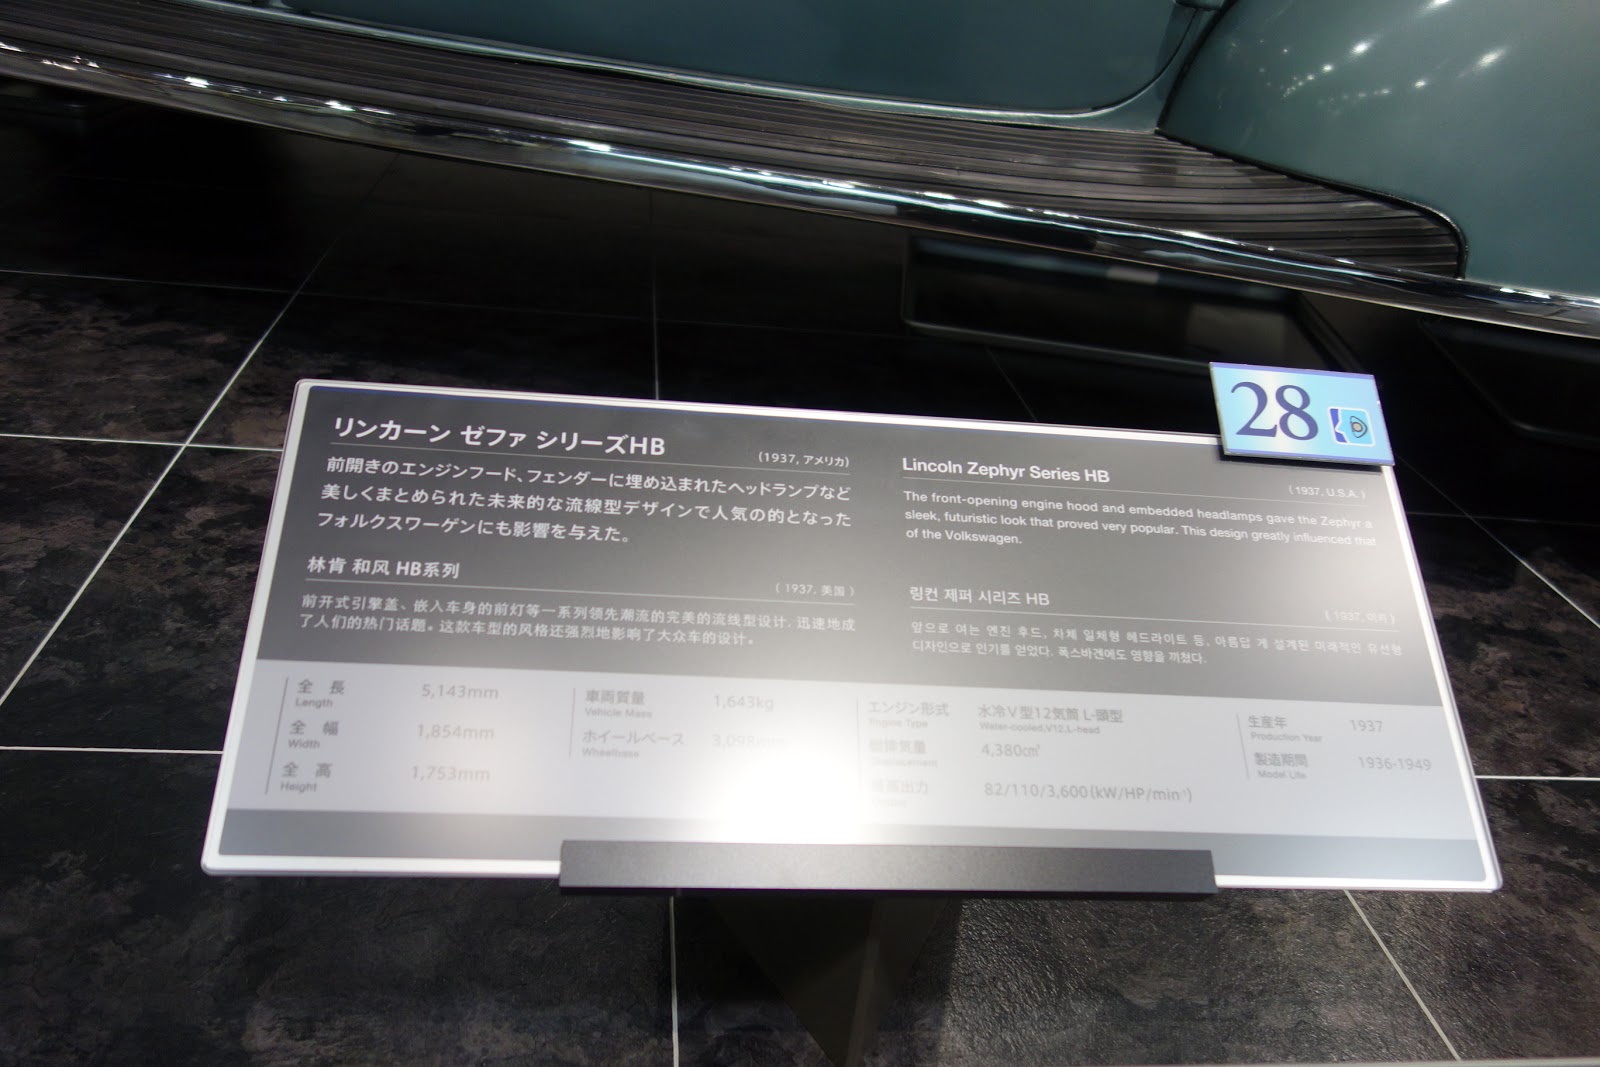 28
リンカーン ゼファ シリーズHB
(1937, アメリカ)
前開きのエンジンフード、フェンダーに埋め込まれたヘッドランプなど
美しくまとめられた未来的な流線型デザインで人気の的となった
フォルクスワーゲンにも影響を与えた。
Lincoln Zephyr Series HB
(1937, U.S.A.)
The front-opening engine hood and embedded headlamps gave the Zephyr a
sleek, futuristic look that proved very popular. This design greatly influenced that
of the Volkswagen.
林肯 和风 HB系列
(1937, 美国)
前开式引擎盖、嵌入车身的前灯等一系列领先潮流的完美的流线型设计, 迅速地成
了人们的热门话题。这款车型的风格还强烈地影响了大众车的设计。
링컨 제퍼 시리즈 HB
(1937, 미국)
앞으로 여는 엔진 후드, 차체 일체형 헤드라이트 등, 아름답 게 설계된 미래적인 유선형
디자인으로 인기를 얻었다. 폭스바겐에도 영향을 끼쳤다.
全長 5,143mm
Length
全幅 1,854mm
Width
全高 1,753mm
Height
車両質量 1,643kg
Vehicle Mass
ホイールベース 3,098mm
Wheelbase
エンジン形式 水冷V型12気筒 L-頭型
Engine Type Water-cooled,V12,L-head
総排気量 4,380cm³
Displacement
最高出力 82/110/3,600(kW/HP/min⁻¹)
生産年 1937
Production Year
製造期間 1936-1949
Model Life